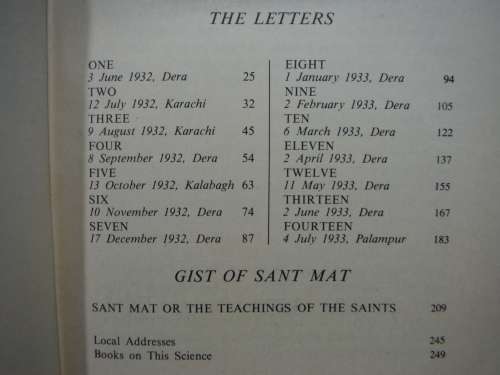 THE LETTERS
ONE
3 June 1932, Dera 25
TWO
12 July 1932, Karachi 32
THREE
9 August 1932, Karachi 45
FOUR
8 September 1932, Dera 54
FIVE
13 October 1932, Kalabagh 63
SIX
10 November 1932, Dera 74
SEVEN
17 December 1932, Dera 87
EIGHT
1 January 1933, Dera 94
NINE
2 February 1933, Dera 105
TEN
6 March 1933, Dera 122
ELEVEN
2 April 1933, Dera 137
TWELVE
11 May 1933, Dera 155
THIRTEEN
2 June 1933, Dera 167
FOURTEEN
4 July 1933, Palampur 183
GIST OF SANT MAT
SANT MAT OR THE TEACHINGS OF THE SAINTS 209
Local Addresses 245
Books on This Science 249